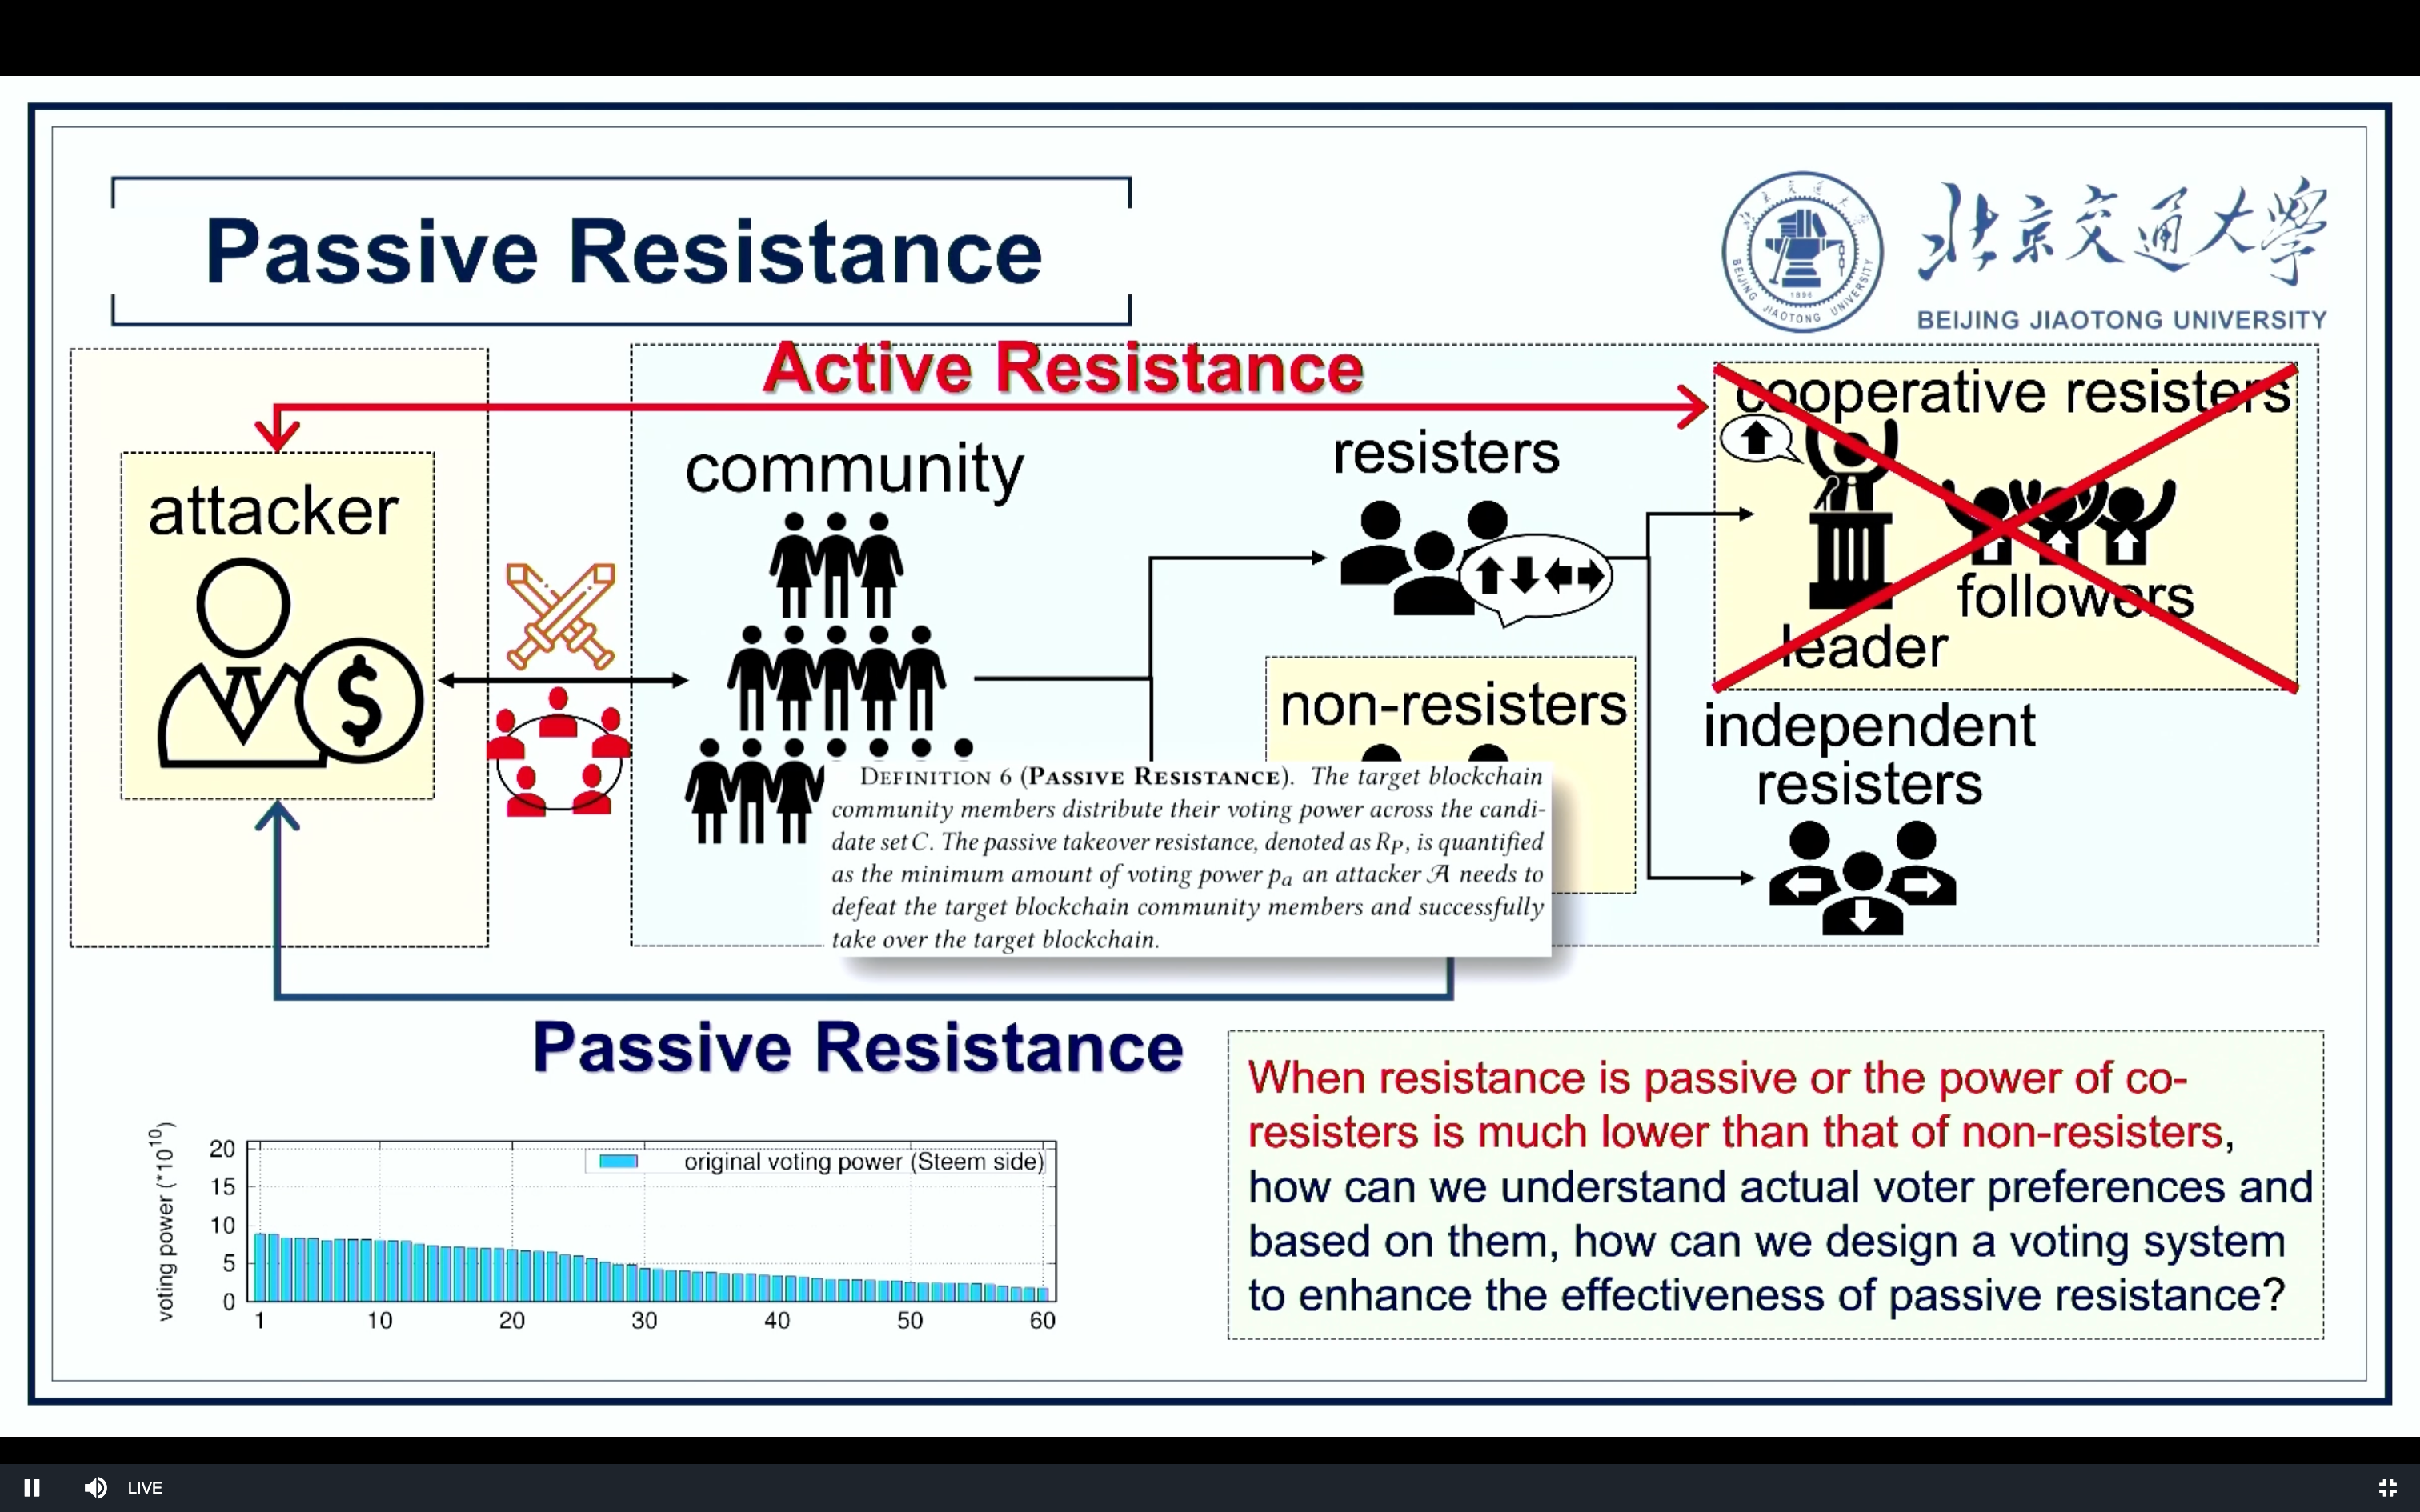 Passive Resistance
北京交通大学
BEIJING JIAOTONG UNIVERSITY
1896
BEIJING JIAOTONG UNIVERSITY
Active Resistance
attacker
$
community
resisters
non-resisters
cooperative resisters
followers
leader
independent
resisters
DEFINITION 6 (PASSIVE RESISTANCE). The target blockchain
community members distribute their voting power across the candi-
date set C. The passive takeover resistance, denoted as R_P, is quantified
as the minimum amount of voting power p_a an attacker 𝒜 needs to
defeat the target blockchain community members and successfully
take over the target blockchain.
Passive Resistance
voting power (*10^10)
20
15
10
5
0
original voting power (Steem side)
1 10 20 30 40 50 60
When resistance is passive or the power of co-
resisters is much lower than that of non-resisters,
how can we understand actual voter preferences and
based on them, how can we design a voting system
to enhance the effectiveness of passive resistance?
LIVE